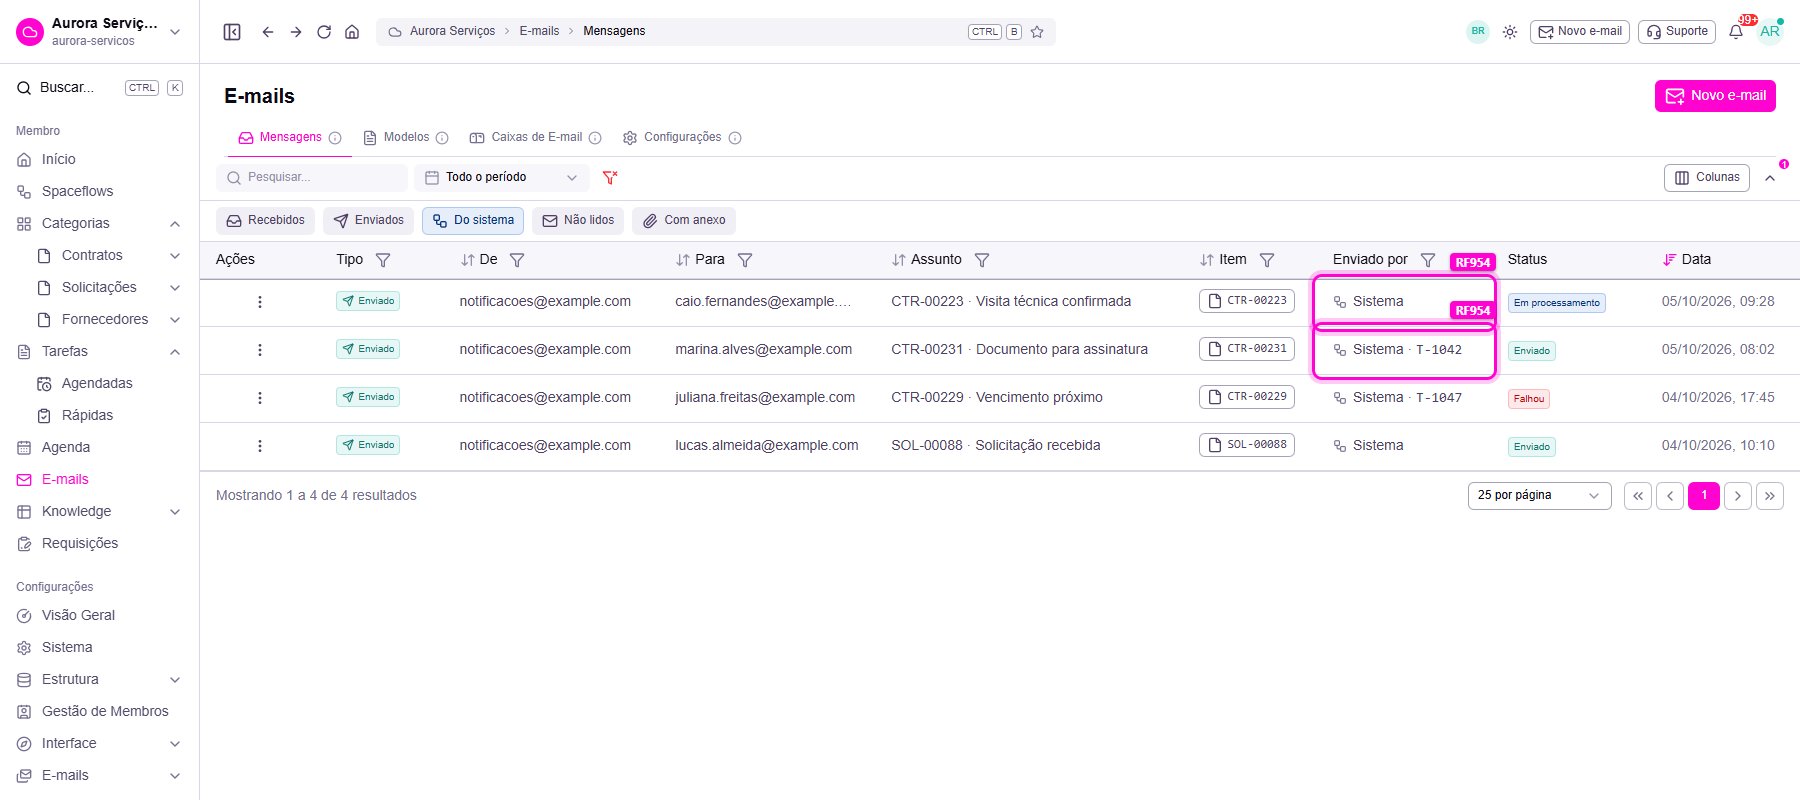 Aurora Serviç...
aurora-servicos
Aurora Serviços > E-mails > Mensagens
CTRL B
BR
Novo e-mail
Suporte
99+
AR
Buscar...
CTRL K
Membro
Início
Spaceflows
Categorias
Contratos
Solicitações
Fornecedores
Tarefas
Agendadas
Rápidas
Agenda
E-mails
Knowledge
Requisições
Configurações
Visão Geral
Sistema
Estrutura
Gestão de Membros
Interface
E-mails
E-mails
Novo e-mail
Mensagens
Modelos
Caixas de E-mail
Configurações
Pesquisar...
Todo o período
Colunas
1
Recebidos
Enviados
Do sistema
Não lidos
Com anexo
Ações Tipo De Para Assunto Item Enviado por Status Data
RF954
Enviado notificacoes@example.com caio.fernandes@example.... CTR-00223 · Visita técnica confirmada CTR-00223 Sistema Em processamento 05/10/2026, 09:28
RF954
Enviado notificacoes@example.com marina.alves@example.com CTR-00231 · Documento para assinatura CTR-00231 Sistema · T-1042 Enviado 05/10/2026, 08:02
Enviado notificacoes@example.com juliana.freitas@example.com CTR-00229 · Vencimento próximo CTR-00229 Sistema · T-1047 Falhou 04/10/2026, 17:45
Enviado notificacoes@example.com lucas.almeida@example.com SOL-00088 · Solicitação recebida SOL-00088 Sistema Enviado 04/10/2026, 10:10
Mostrando 1 a 4 de 4 resultados
25 por página
1